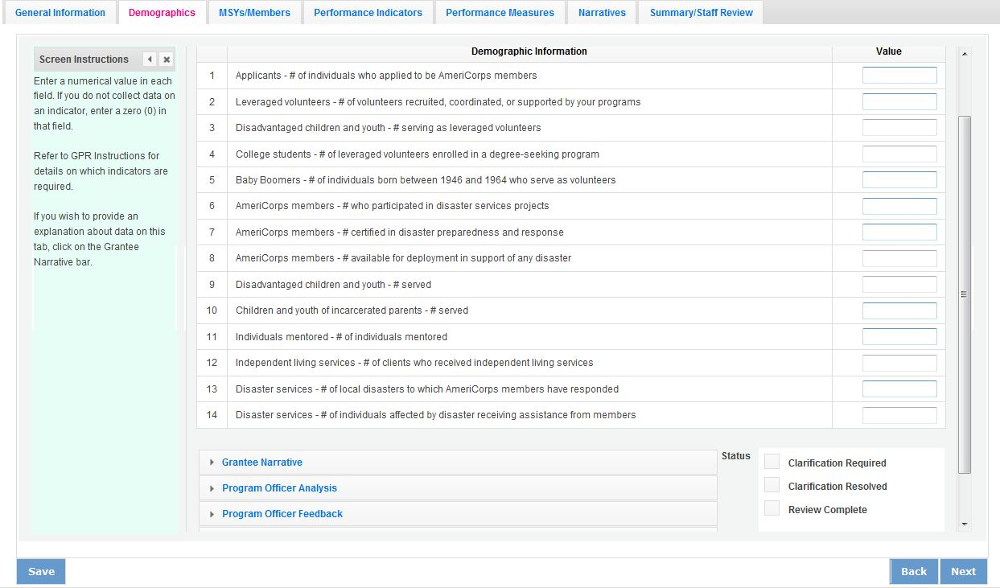 General Information
Demographics
MSYs/Members
Performance Indicators
Performance Measures
Narratives
Summary/Staff Review
Screen Instructions
Enter a numerical value in each
field. If you do not collect data on
an indicator, enter a zero (0) in
that field.
Refer to GPR Instructions for
details on which indicators are
required.
If you wish to provide an
explanation about data on this
tab, click on the Grantee
Narrative bar.
Demographic Information Value
1 Applicants - # of individuals who applied to be AmeriCorps members
2 Leveraged volunteers - # of volunteers recruited, coordinated, or supported by your programs
3 Disadvantaged children and youth - # serving as leveraged volunteers
4 College students - # of leveraged volunteers enrolled in a degree-seeking program
5 Baby Boomers - # of individuals born between 1946 and 1964 who serve as volunteers
6 AmeriCorps members - # who participated in disaster services projects
7 AmeriCorps members - # certified in disaster preparedness and response
8 AmeriCorps members - # available for deployment in support of any disaster
9 Disadvantaged children and youth - # served
10 Children and youth of incarcerated parents - # served
11 Individuals mentored - # of individuals mentored
12 Independent living services - # of clients who received independent living services
13 Disaster services - # of local disasters to which AmeriCorps members have responded
14 Disaster services - # of individuals affected by disaster receiving assistance from members
Grantee Narrative
Program Officer Analysis
Program Officer Feedback
Status
Clarification Required
Clarification Resolved
Review Complete
Save
Back
Next